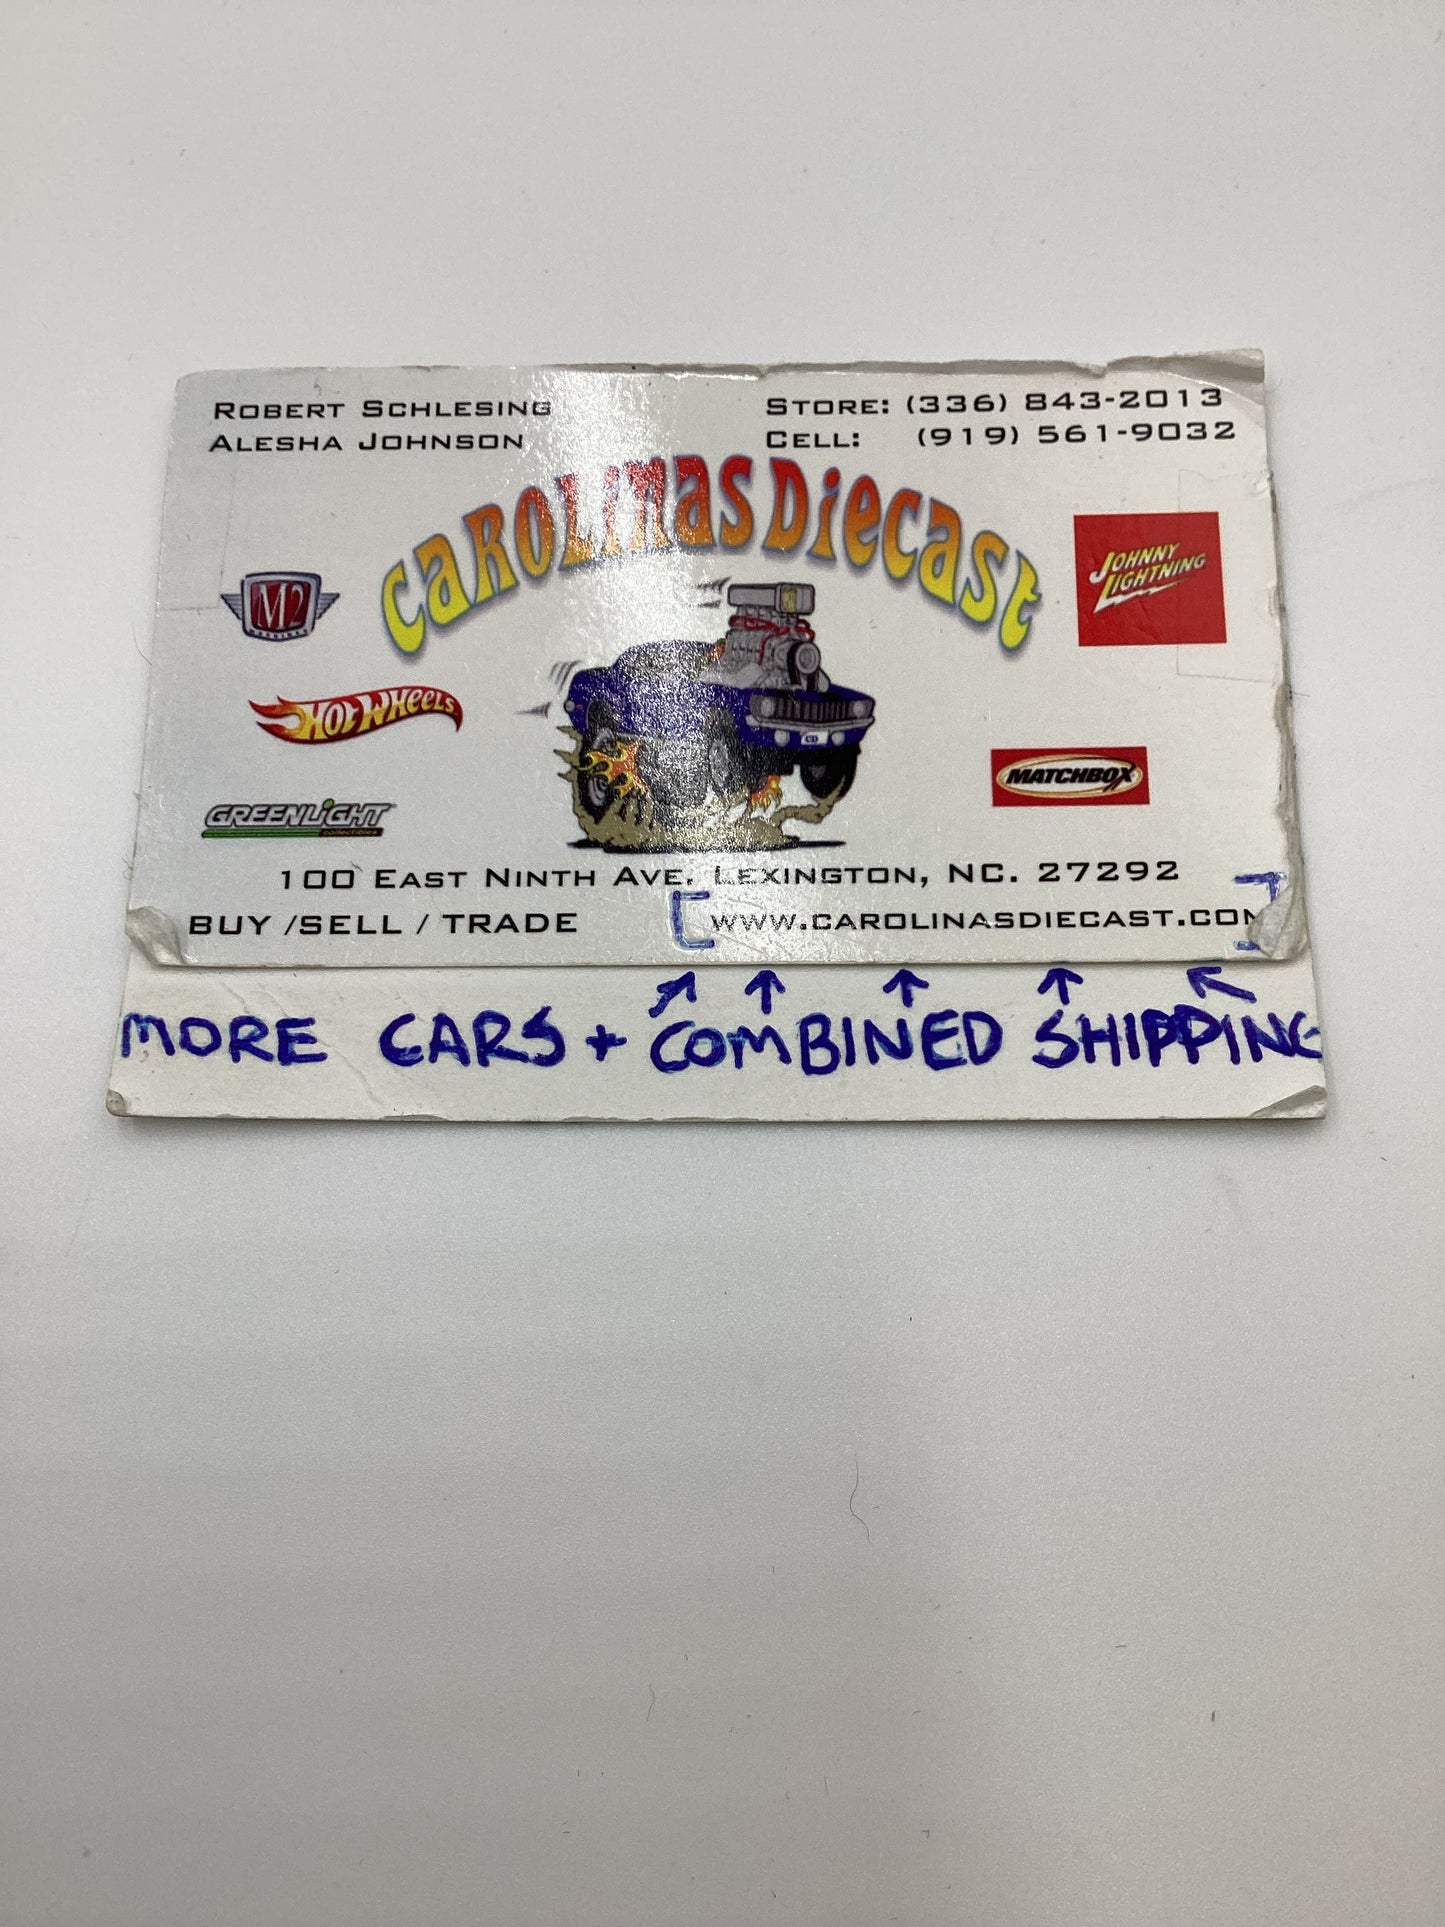 ROBERT SCHLESING
STORE: (336) 843-2013
ALESHA JOHNSON
CELL: (919) 561-9032
CAROLINAS DIECAST
M2
MACHINES
JOHNNY
LIGHTNING
HOT WHEELS
MATCHBOX
GREENLIGHT
collectibles
100 EAST NINTH AVE. LEXINGTON, NC. 27292
BUY /SELL / TRADE [WWW.CAROLINASDIECAST.COM]
MORE CARS + COMBINED SHIPPING